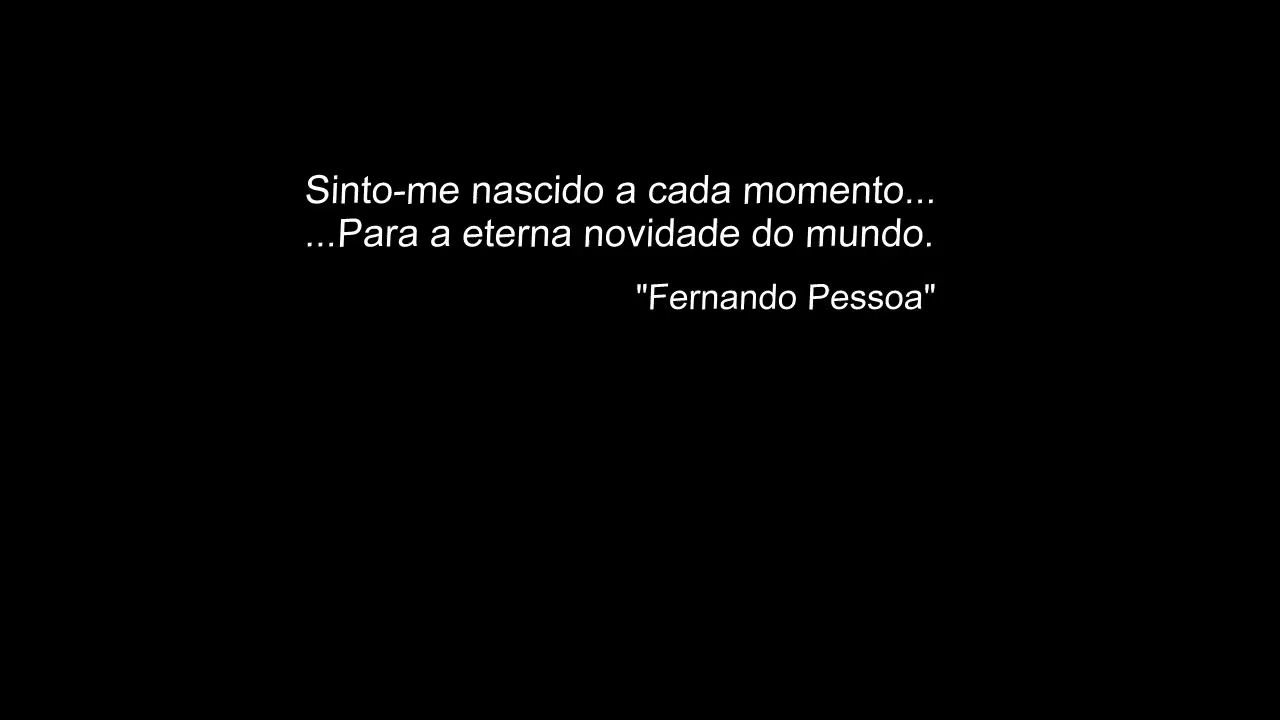 Sinto-me nascido a cada momento...
...Para a eterna novidade do mundo.
"Fernando Pessoa"